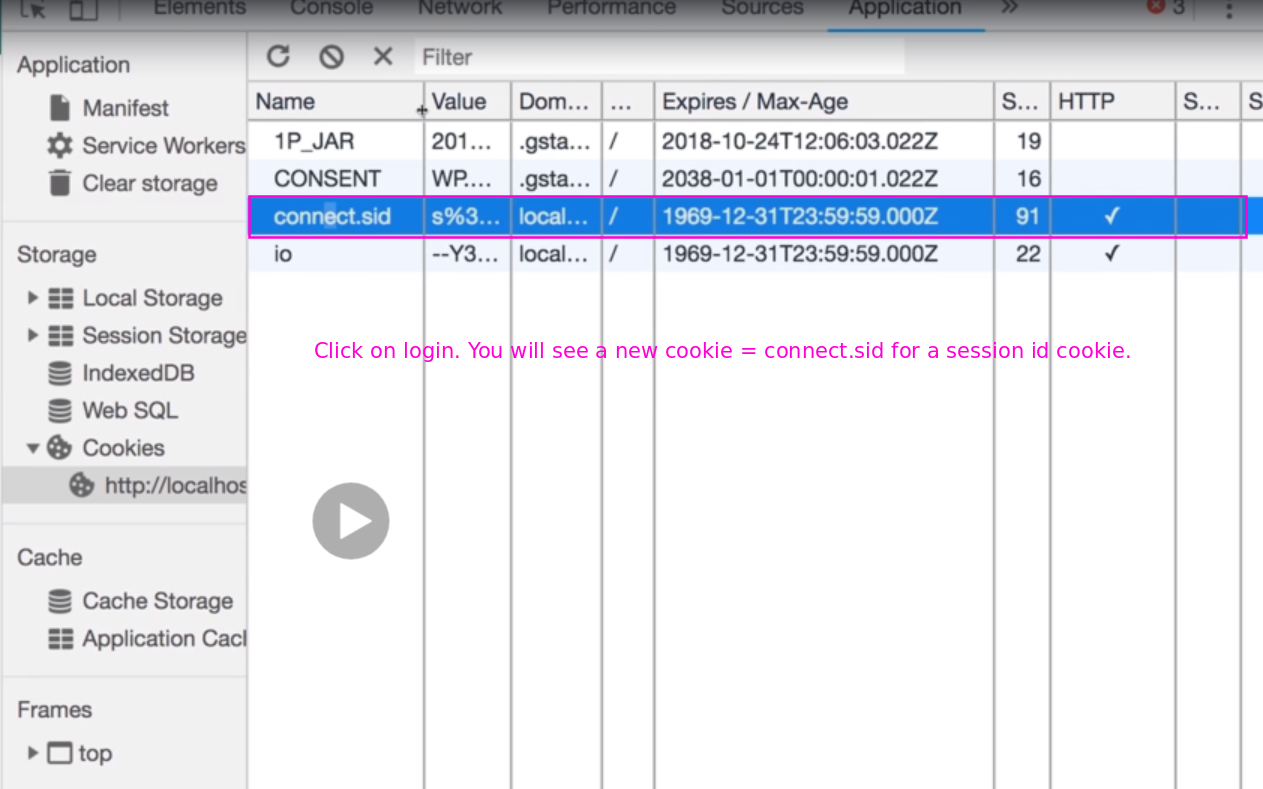 Elements Console Network Performance Sources Application » 3
Filter
Application
Manifest
Service Workers
Clear storage
Storage
Local Storage
Session Storage
IndexedDB
Web SQL
Cookies
http://localhos
Cache
Cache Storage
Application Cacl
Frames
top
Name Value Dom... ... Expires / Max-Age S... HTTP S... S
1P_JAR 201... .gsta... / 2018-10-24T12:06:03.022Z 19
CONSENT WP.... .gsta... / 2038-01-01T00:00:01.022Z 16
connect.sid s%3... local... / 1969-12-31T23:59:59.000Z 91 ✓
io --Y3... local... / 1969-12-31T23:59:59.000Z 22 ✓
Click on login. You will see a new cookie = connect.sid for a session id cookie.